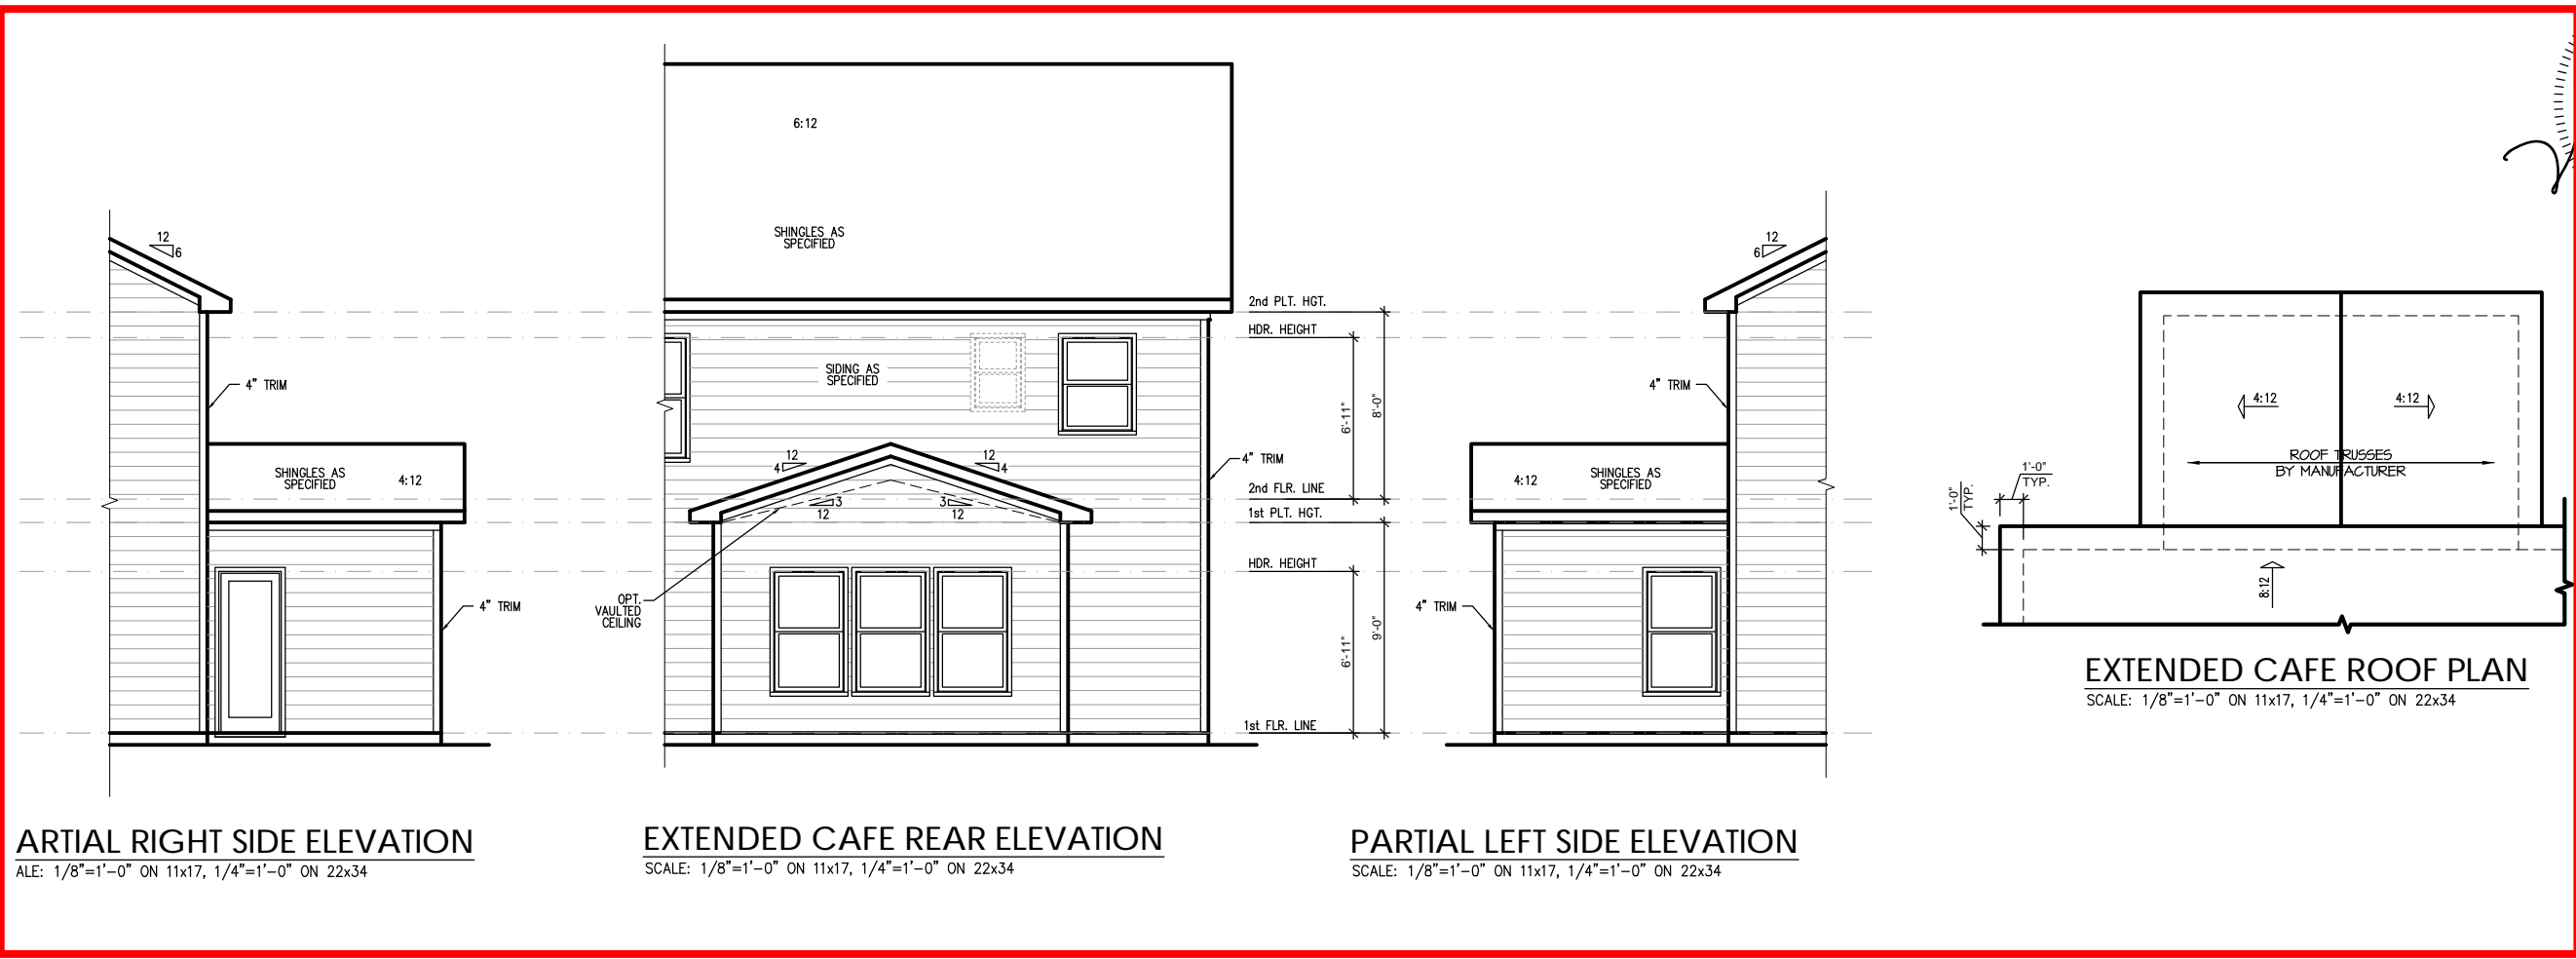 12
6
4" TRIM
SHINGLES AS
SPECIFIED
4:12
4" TRIM
ARTIAL RIGHT SIDE ELEVATION
ALE: 1/8"=1'-0" ON 11x17, 1/4"=1'-0" ON 22x34
6:12
SHINGLES AS
SPECIFIED
SIDING AS
SPECIFIED
12
4
12
4
3
12
3
12
4" TRIM
OPT.
VAULTED
CEILING
EXTENDED CAFE REAR ELEVATION
SCALE: 1/8"=1'-0" ON 11x17, 1/4"=1'-0" ON 22x34
2nd PLT. HGT.
HDR. HEIGHT
6'-11"
8'-0"
2nd FLR. LINE
1st PLT. HGT.
HDR. HEIGHT
6'-11"
9'-0"
1st FLR. LINE
12
6
4" TRIM
4:12
SHINGLES AS
SPECIFIED
4" TRIM
PARTIAL LEFT SIDE ELEVATION
SCALE: 1/8"=1'-0" ON 11x17, 1/4"=1'-0" ON 22x34
4:12
4:12
ROOF TRUSSES
BY MANUFACTURER
1'-0"
TYP.
1'-0"
TYP.
8:12
EXTENDED CAFE ROOF PLAN
SCALE: 1/8"=1'-0" ON 11x17, 1/4"=1'-0" ON 22x34